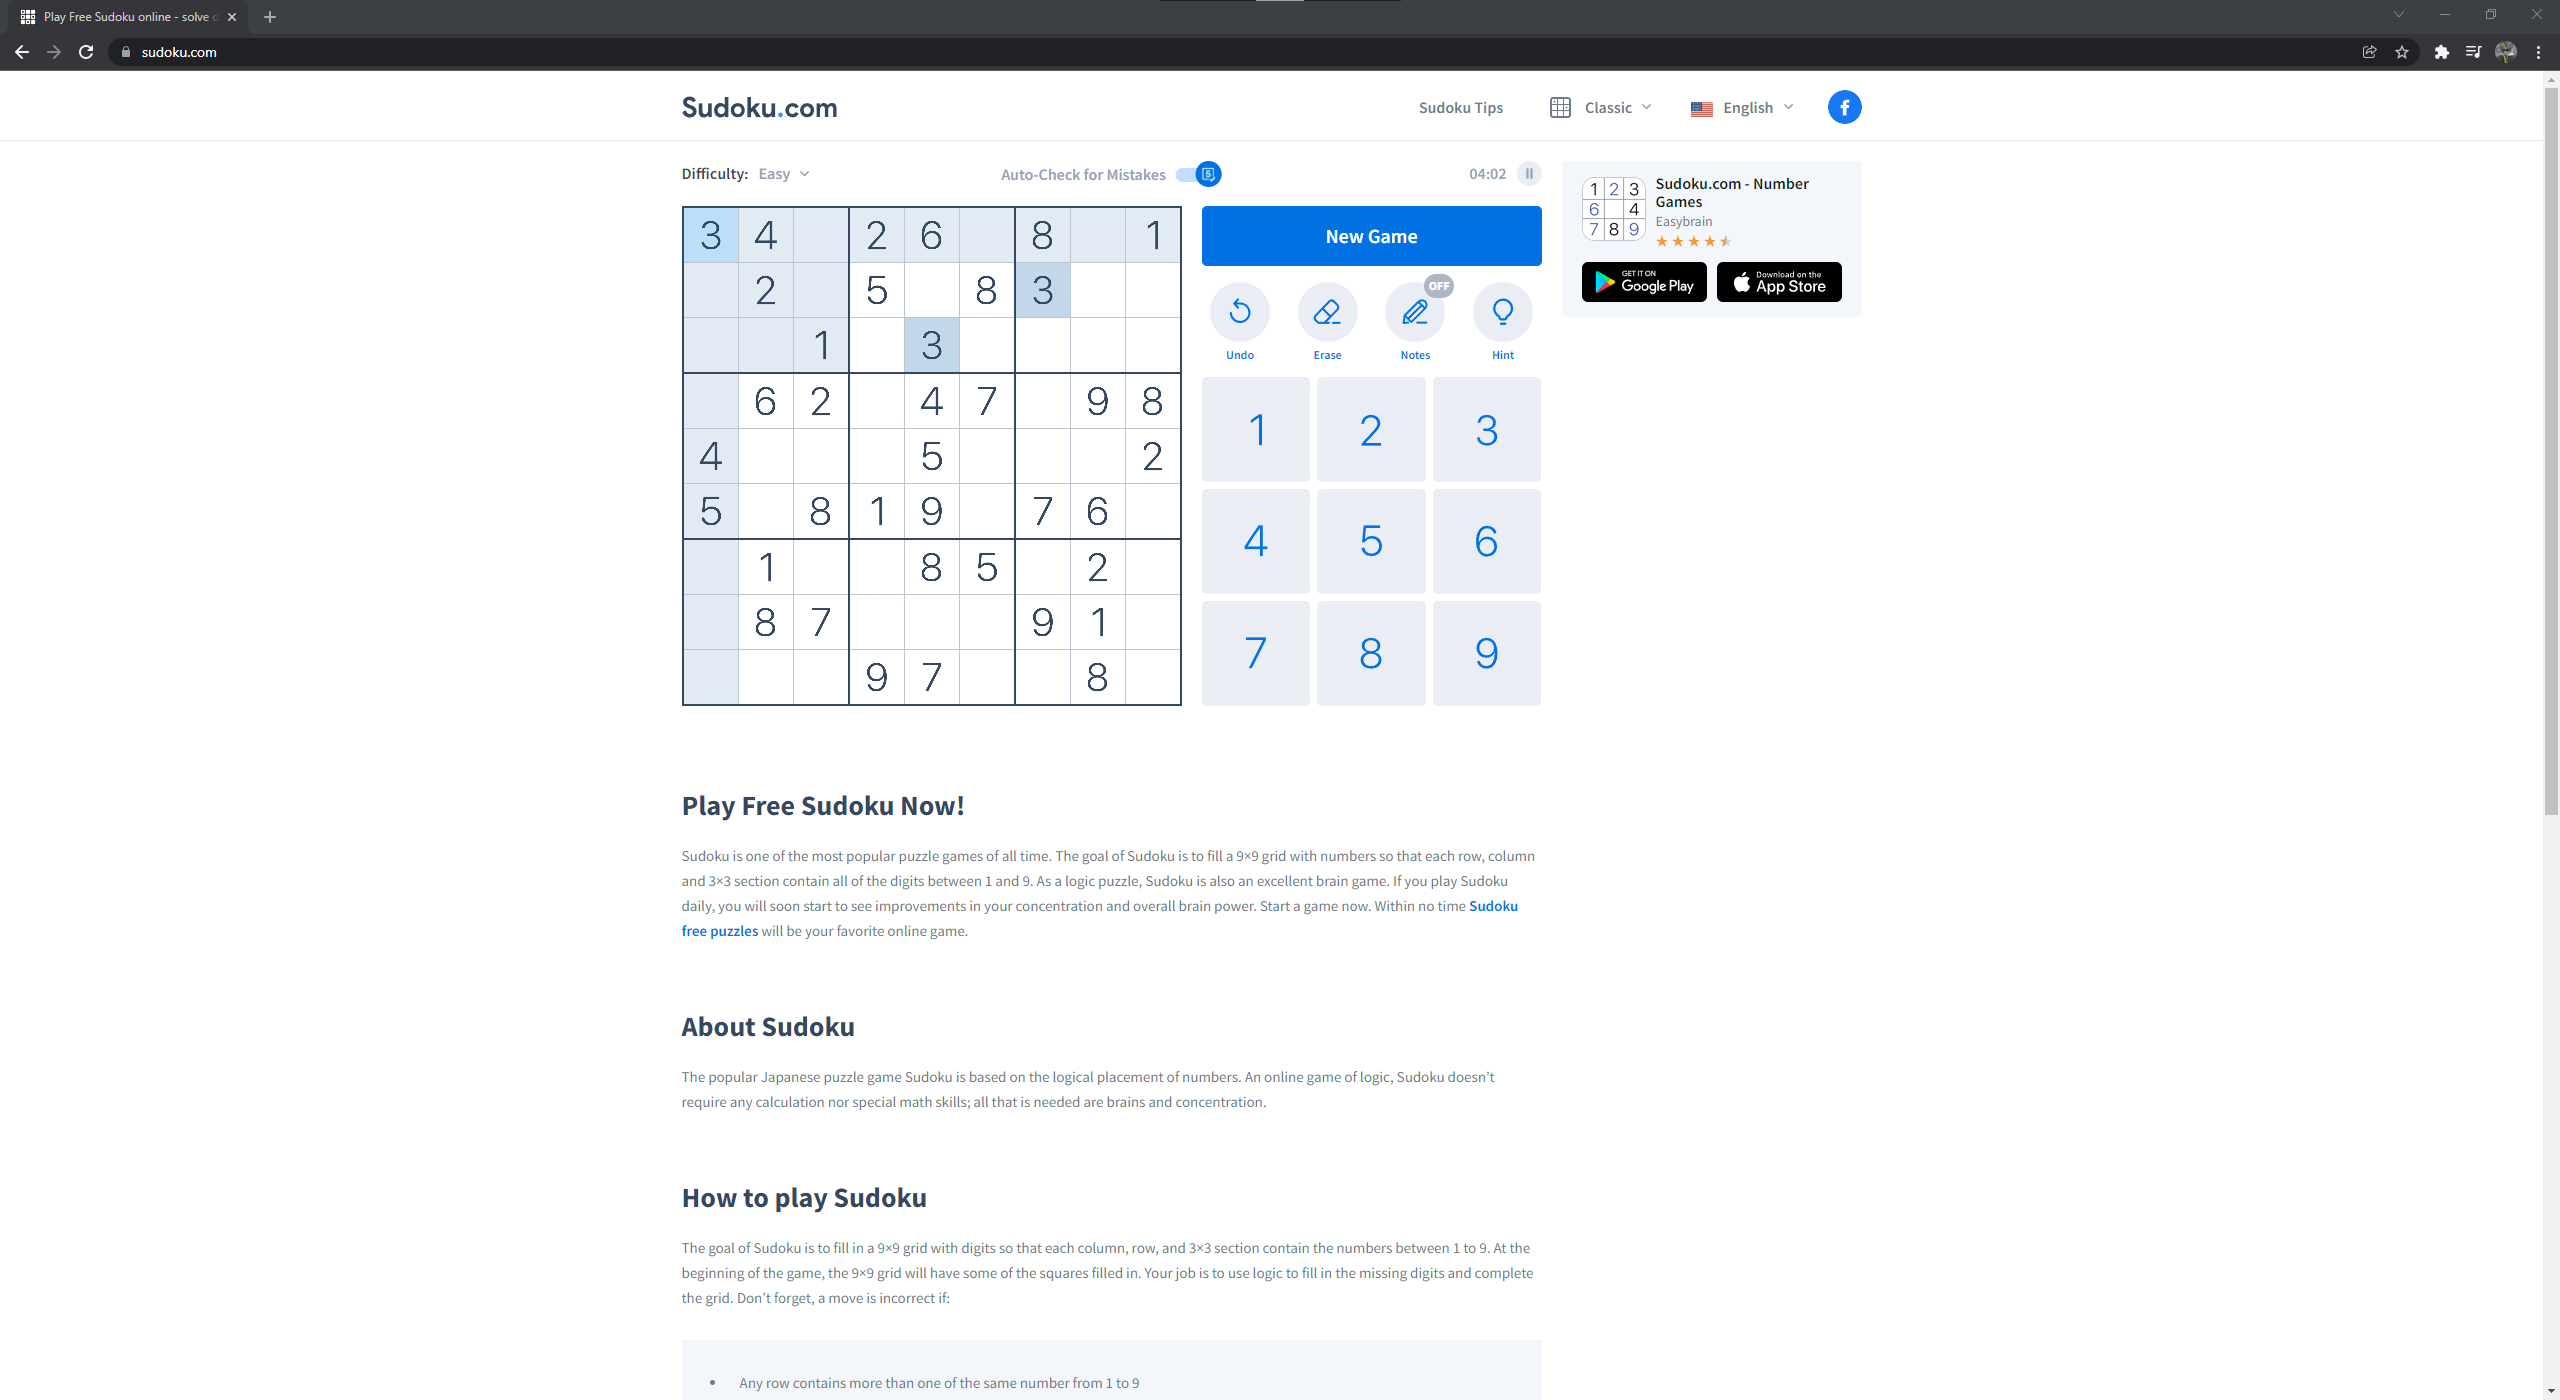 Play Free Sudoku online - solve d
sudoku.com
Sudoku.com
Sudoku Tips
Classic
English
Difficulty: Easy
Auto-Check for Mistakes
04:02
3 4 2 6 8 1
2 5 8 3
1 3
6 2 4 7 9 8
4 5 2
5 8 1 9 7 6
1 8 5 2
8 7 9 1
9 7 8
New Game
OFF
Undo
Erase
Notes
Hint
1 2 3
4 5 6
7 8 9
1 2 3
6 4
7 8 9
Sudoku.com - Number
Games
Easybrain
GET IT ON
Google Play
Download on the
App Store
Play Free Sudoku Now!
Sudoku is one of the most popular puzzle games of all time. The goal of Sudoku is to fill a 9×9 grid with numbers so that each row, column
and 3×3 section contain all of the digits between 1 and 9. As a logic puzzle, Sudoku is also an excellent brain game. If you play Sudoku
daily, you will soon start to see improvements in your concentration and overall brain power. Start a game now. Within no time Sudoku
free puzzles will be your favorite online game.
About Sudoku
The popular Japanese puzzle game Sudoku is based on the logical placement of numbers. An online game of logic, Sudoku doesn’t
require any calculation nor special math skills; all that is needed are brains and concentration.
How to play Sudoku
The goal of Sudoku is to fill in a 9×9 grid with digits so that each column, row, and 3×3 section contain the numbers between 1 to 9. At the
beginning of the game, the 9×9 grid will have some of the squares filled in. Your job is to use logic to fill in the missing digits and complete
the grid. Don’t forget, a move is incorrect if:
• Any row contains more than one of the same number from 1 to 9